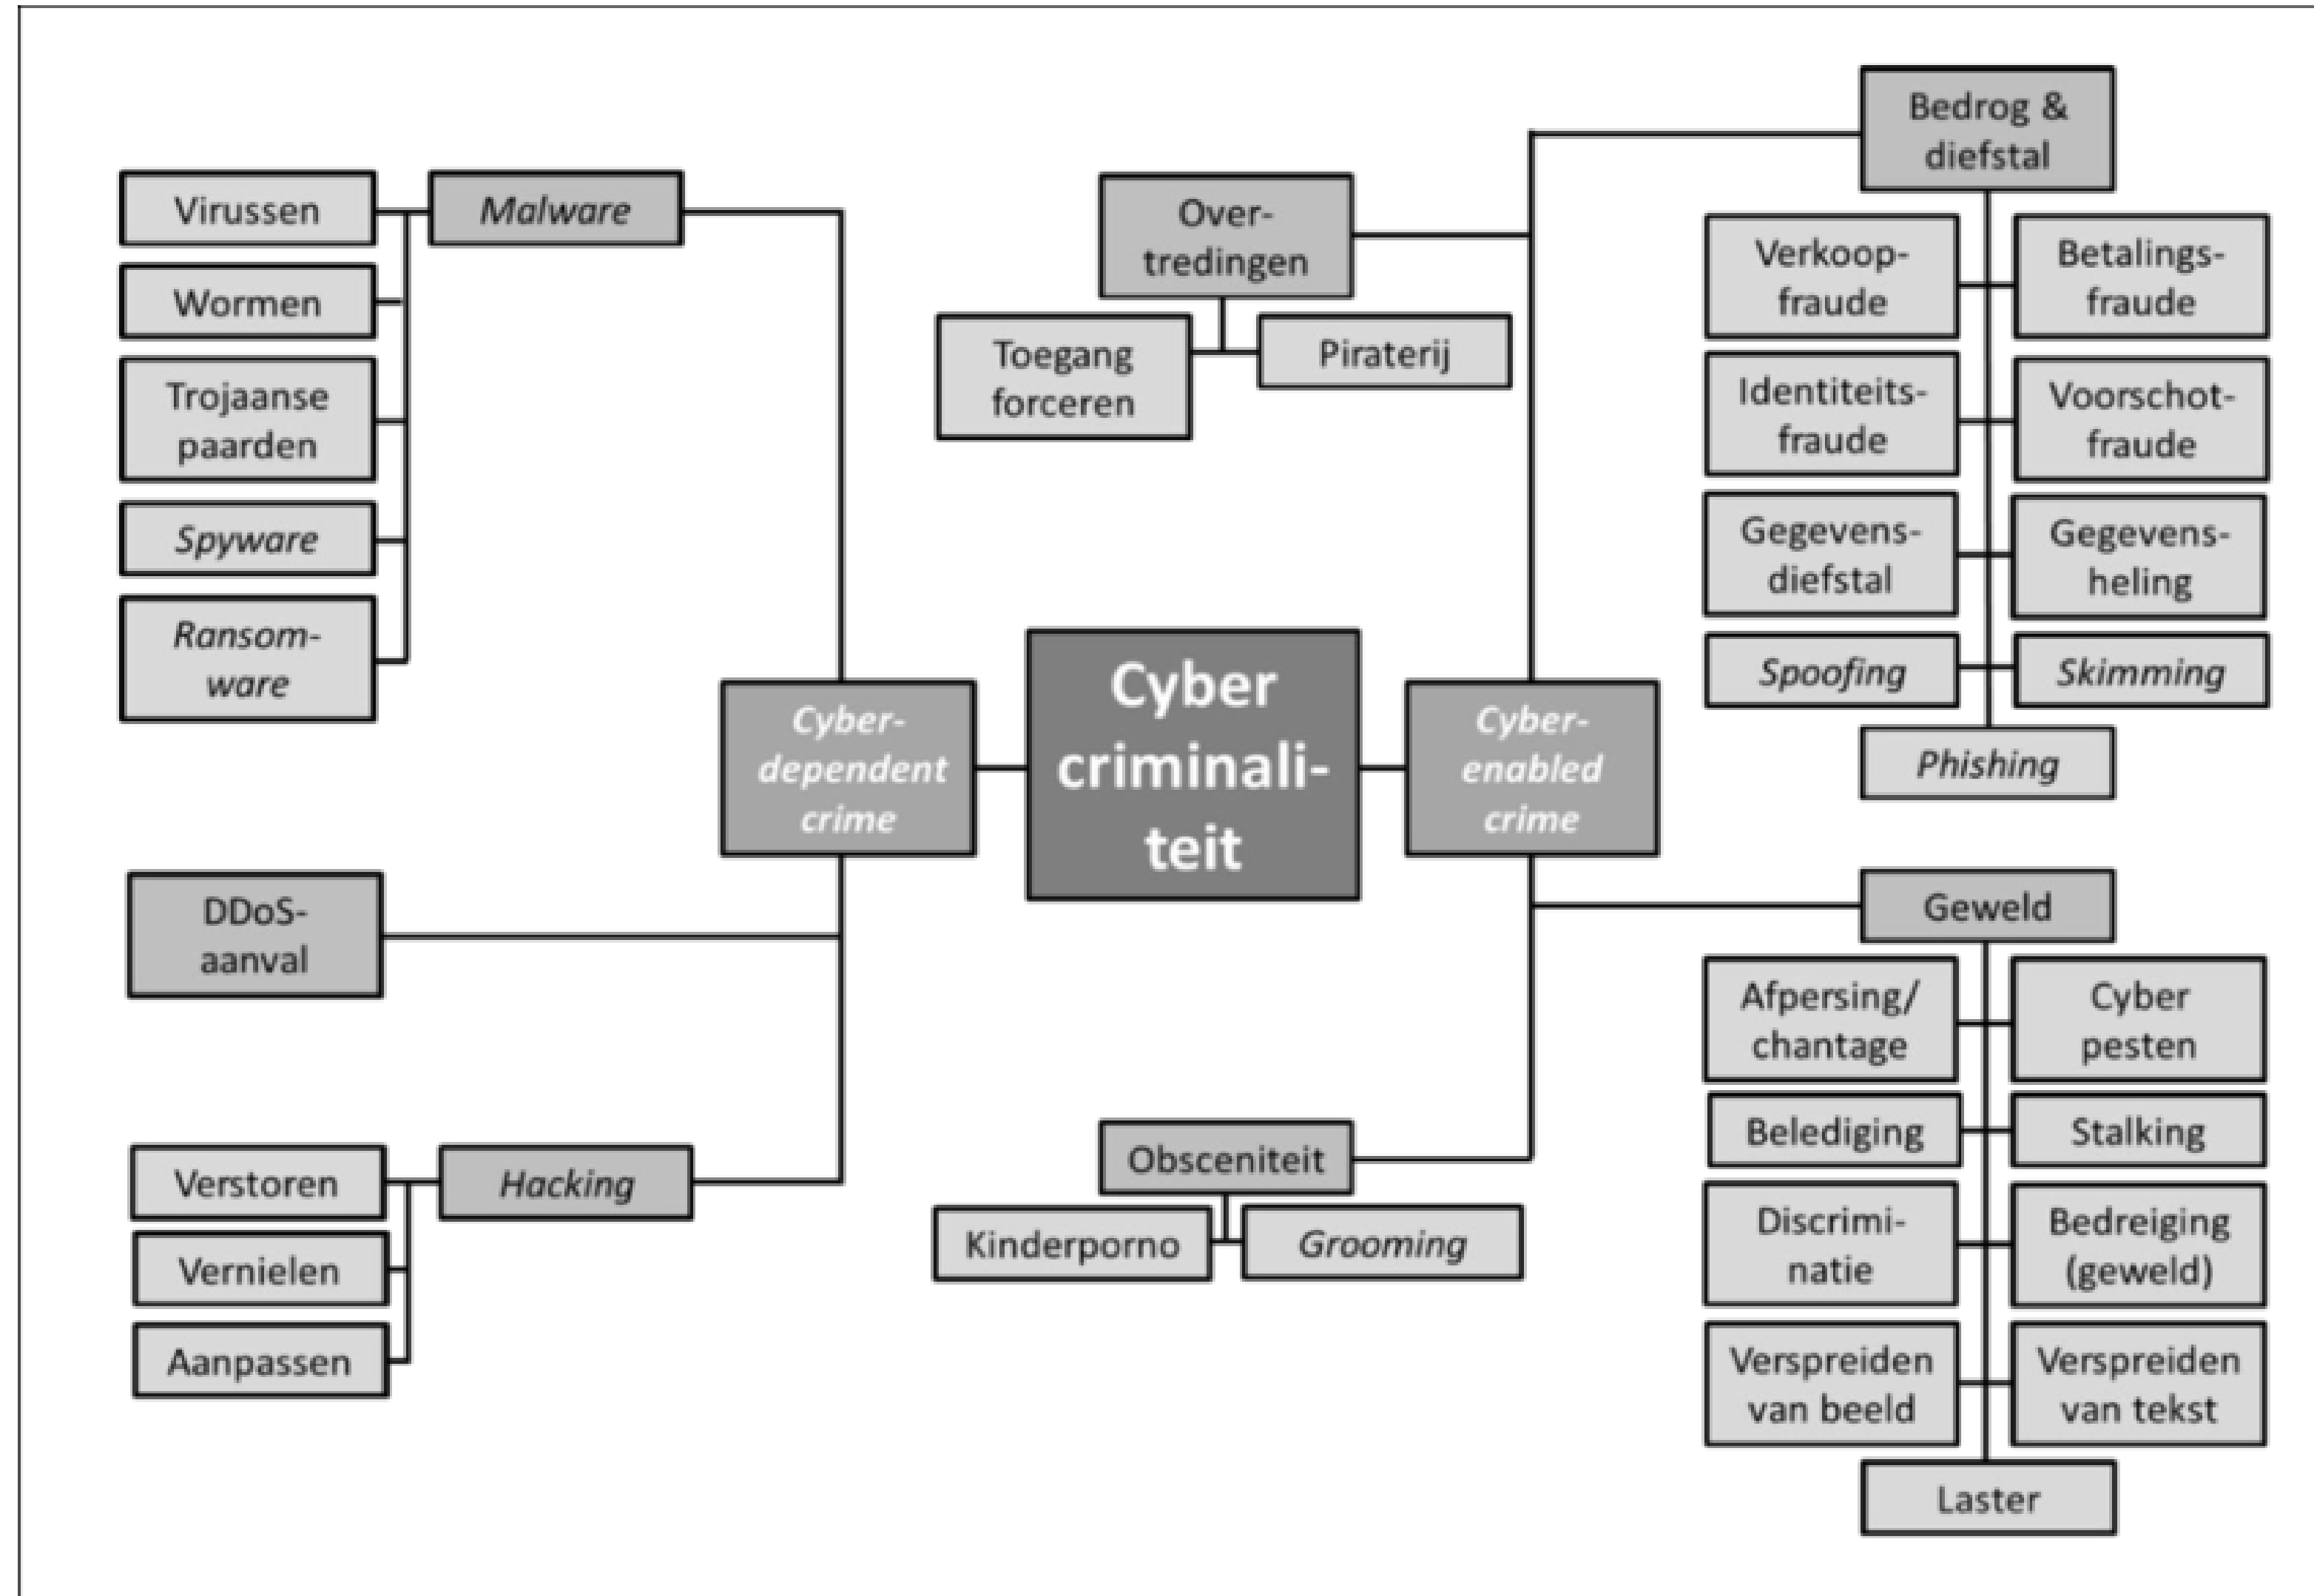 Virussen
Malware
Wormen
Trojaanse
paarden
Spyware
Ransom-
ware
DDoS-
aanval
Verstoren
Hacking
Vernielen
Aanpassen
Cyber-
dependent
crime
Cyber
criminali-
teit
Cyber-
enabled
crime
Over-
tredingen
Toegang
forceren
Piraterij
Obsceniteit
Kinderporno
Grooming
Bedrog &
diefstal
Verkoop-
fraude
Betalings-
fraude
Identiteits-
fraude
Voorschot-
fraude
Gegevens-
diefstal
Gegevens-
heling
Spoofing
Skimming
Phishing
Geweld
Afpersing/
chantage
Cyber
pesten
Belediging
Stalking
Discrimi-
natie
Bedreiging
(geweld)
Verspreiden
van beeld
Verspreiden
van tekst
Laster